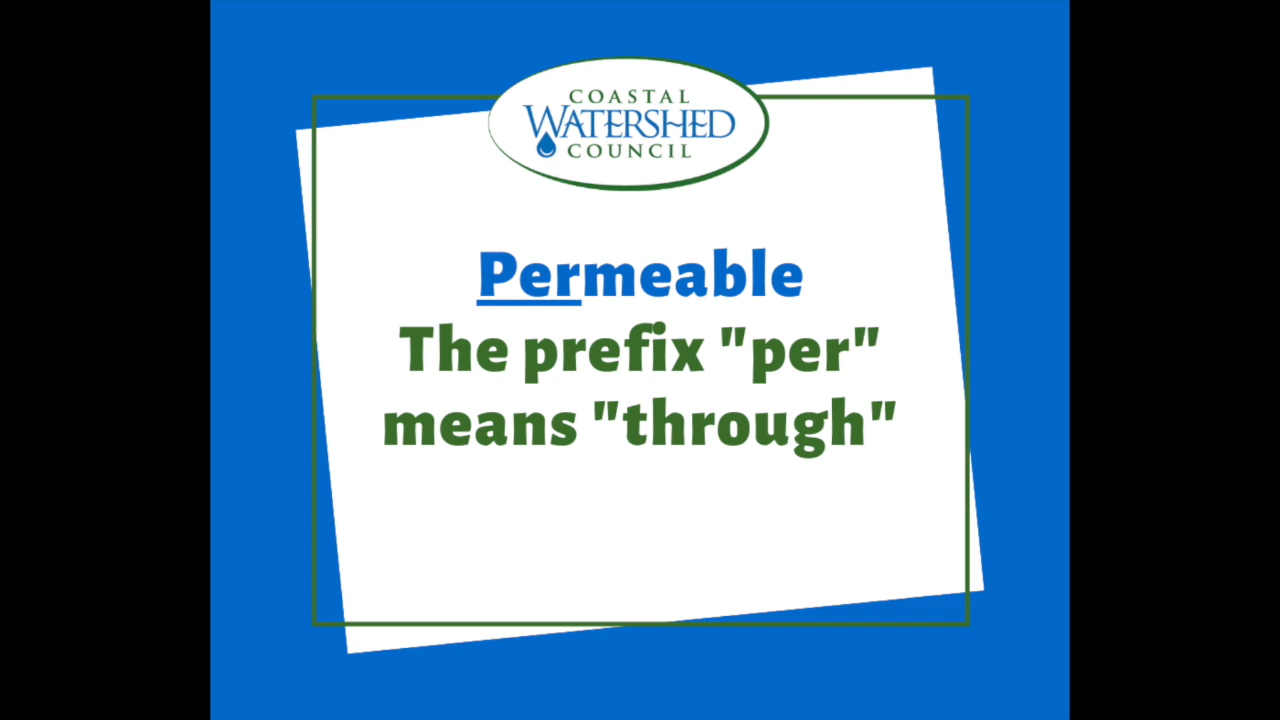 COASTAL
WATERSHED
COUNCIL
Permeable
The prefix "per"
means "through"